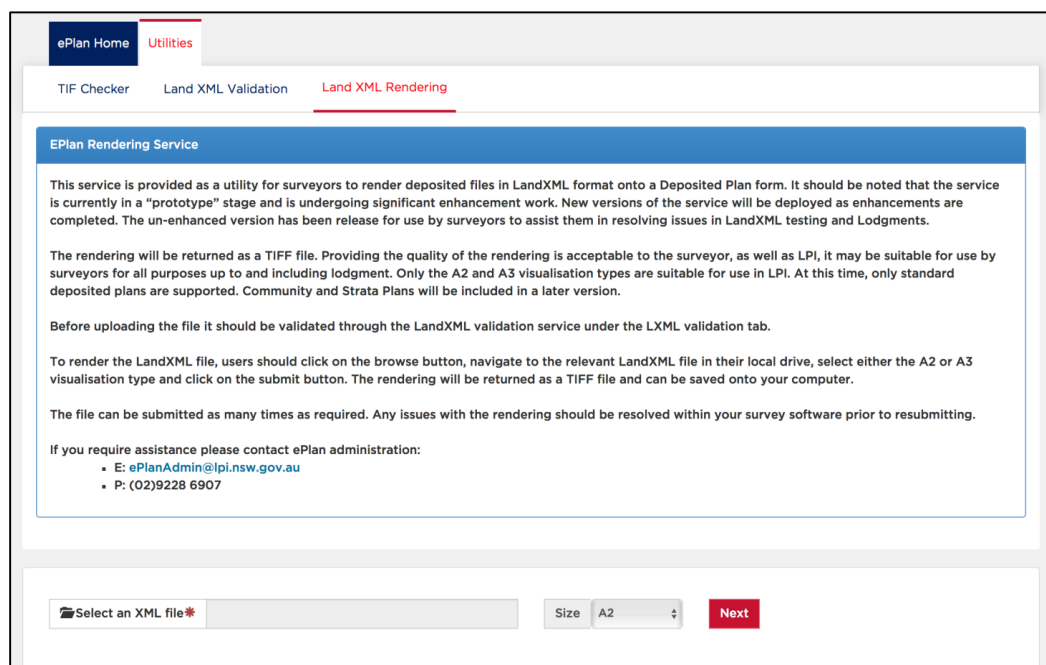 ePlan Home Utilities
TIF Checker Land XML Validation Land XML Rendering
EPlan Rendering Service
This service is provided as a utility for surveyors to render deposited files in LandXML format onto a Deposited Plan form. It should be noted that the service
is currently in a “prototype” stage and is undergoing significant enhancement work. New versions of the service will be deployed as enhancements are
completed. The un-enhanced version has been release for use by surveyors to assist them in resolving issues in LandXML testing and Lodgments.
The rendering will be returned as a TIFF file. Providing the quality of the rendering is acceptable to the surveyor, as well as LPI, it may be suitable for use by
surveyors for all purposes up to and including lodgment. Only the A2 and A3 visualisation types are suitable for use in LPI. At this time, only standard
deposited plans are supported. Community and Strata Plans will be included in a later version.
Before uploading the file it should be validated through the LandXML validation service under the LXML validation tab.
To render the LandXML file, users should click on the browse button, navigate to the relevant LandXML file in their local drive, select either the A2 or A3
visualisation type and click on the submit button. The rendering will be returned as a TIFF file and can be saved onto your computer.
The file can be submitted as many times as required. Any issues with the rendering should be resolved within your survey software prior to resubmitting.
If you require assistance please contact ePlan administration:
▪ E: ePlanAdmin@lpi.nsw.gov.au
▪ P: (02)9228 6907
Select an XML file* Size A2 Next